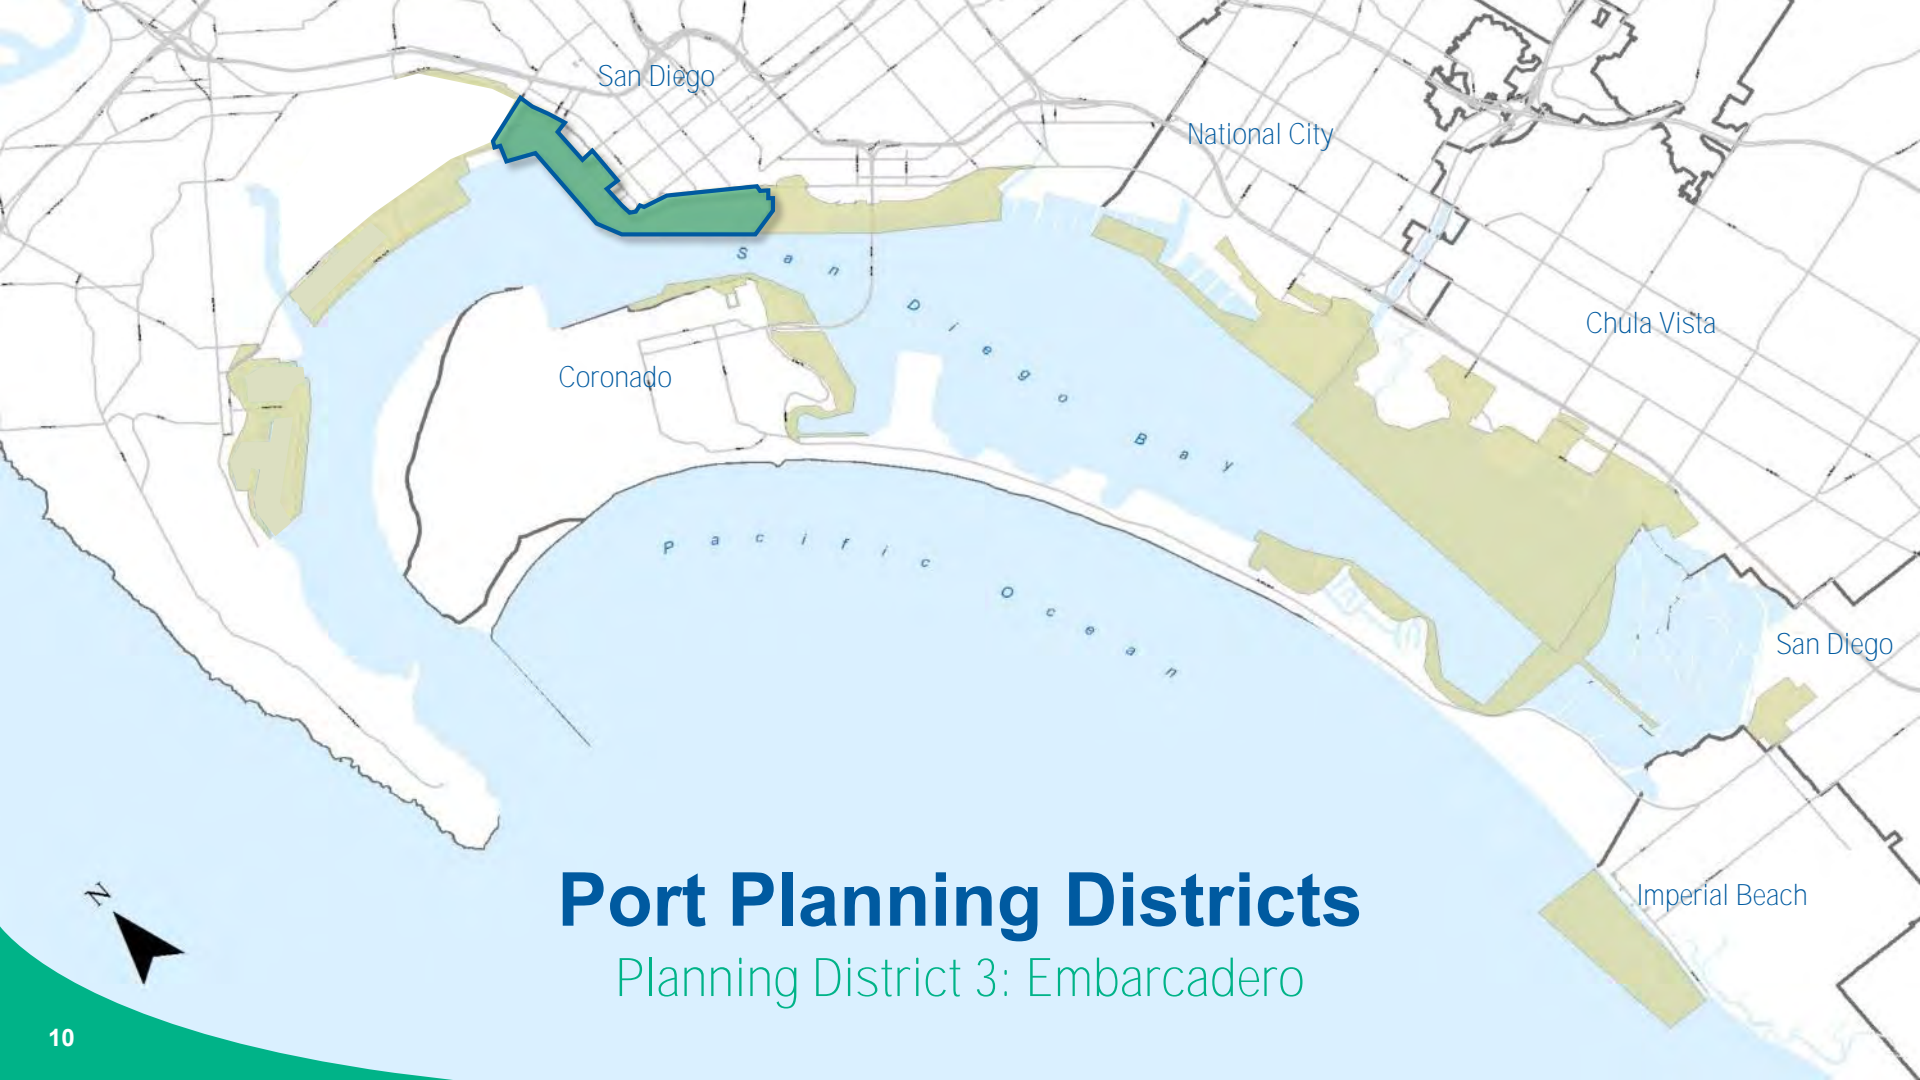 San Diego
National City
San Diego Bay
Chula Vista
Coronado
Pacific Ocean
San Diego
Imperial Beach
N
Port Planning Districts
Planning District 3: Embarcadero
10